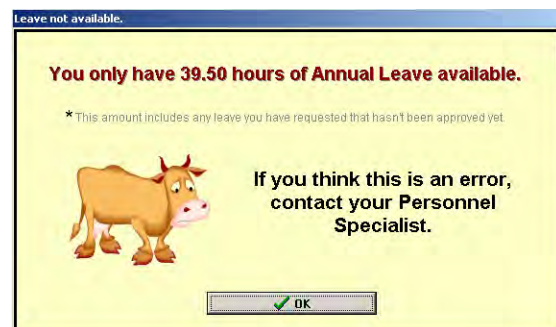 Leave not available.
You only have 39.50 hours of Annual Leave available.
* This amount includes any leave you have requested that hasn't been approved yet.
If you think this is an error,
contact your Personnel
Specialist.
OK